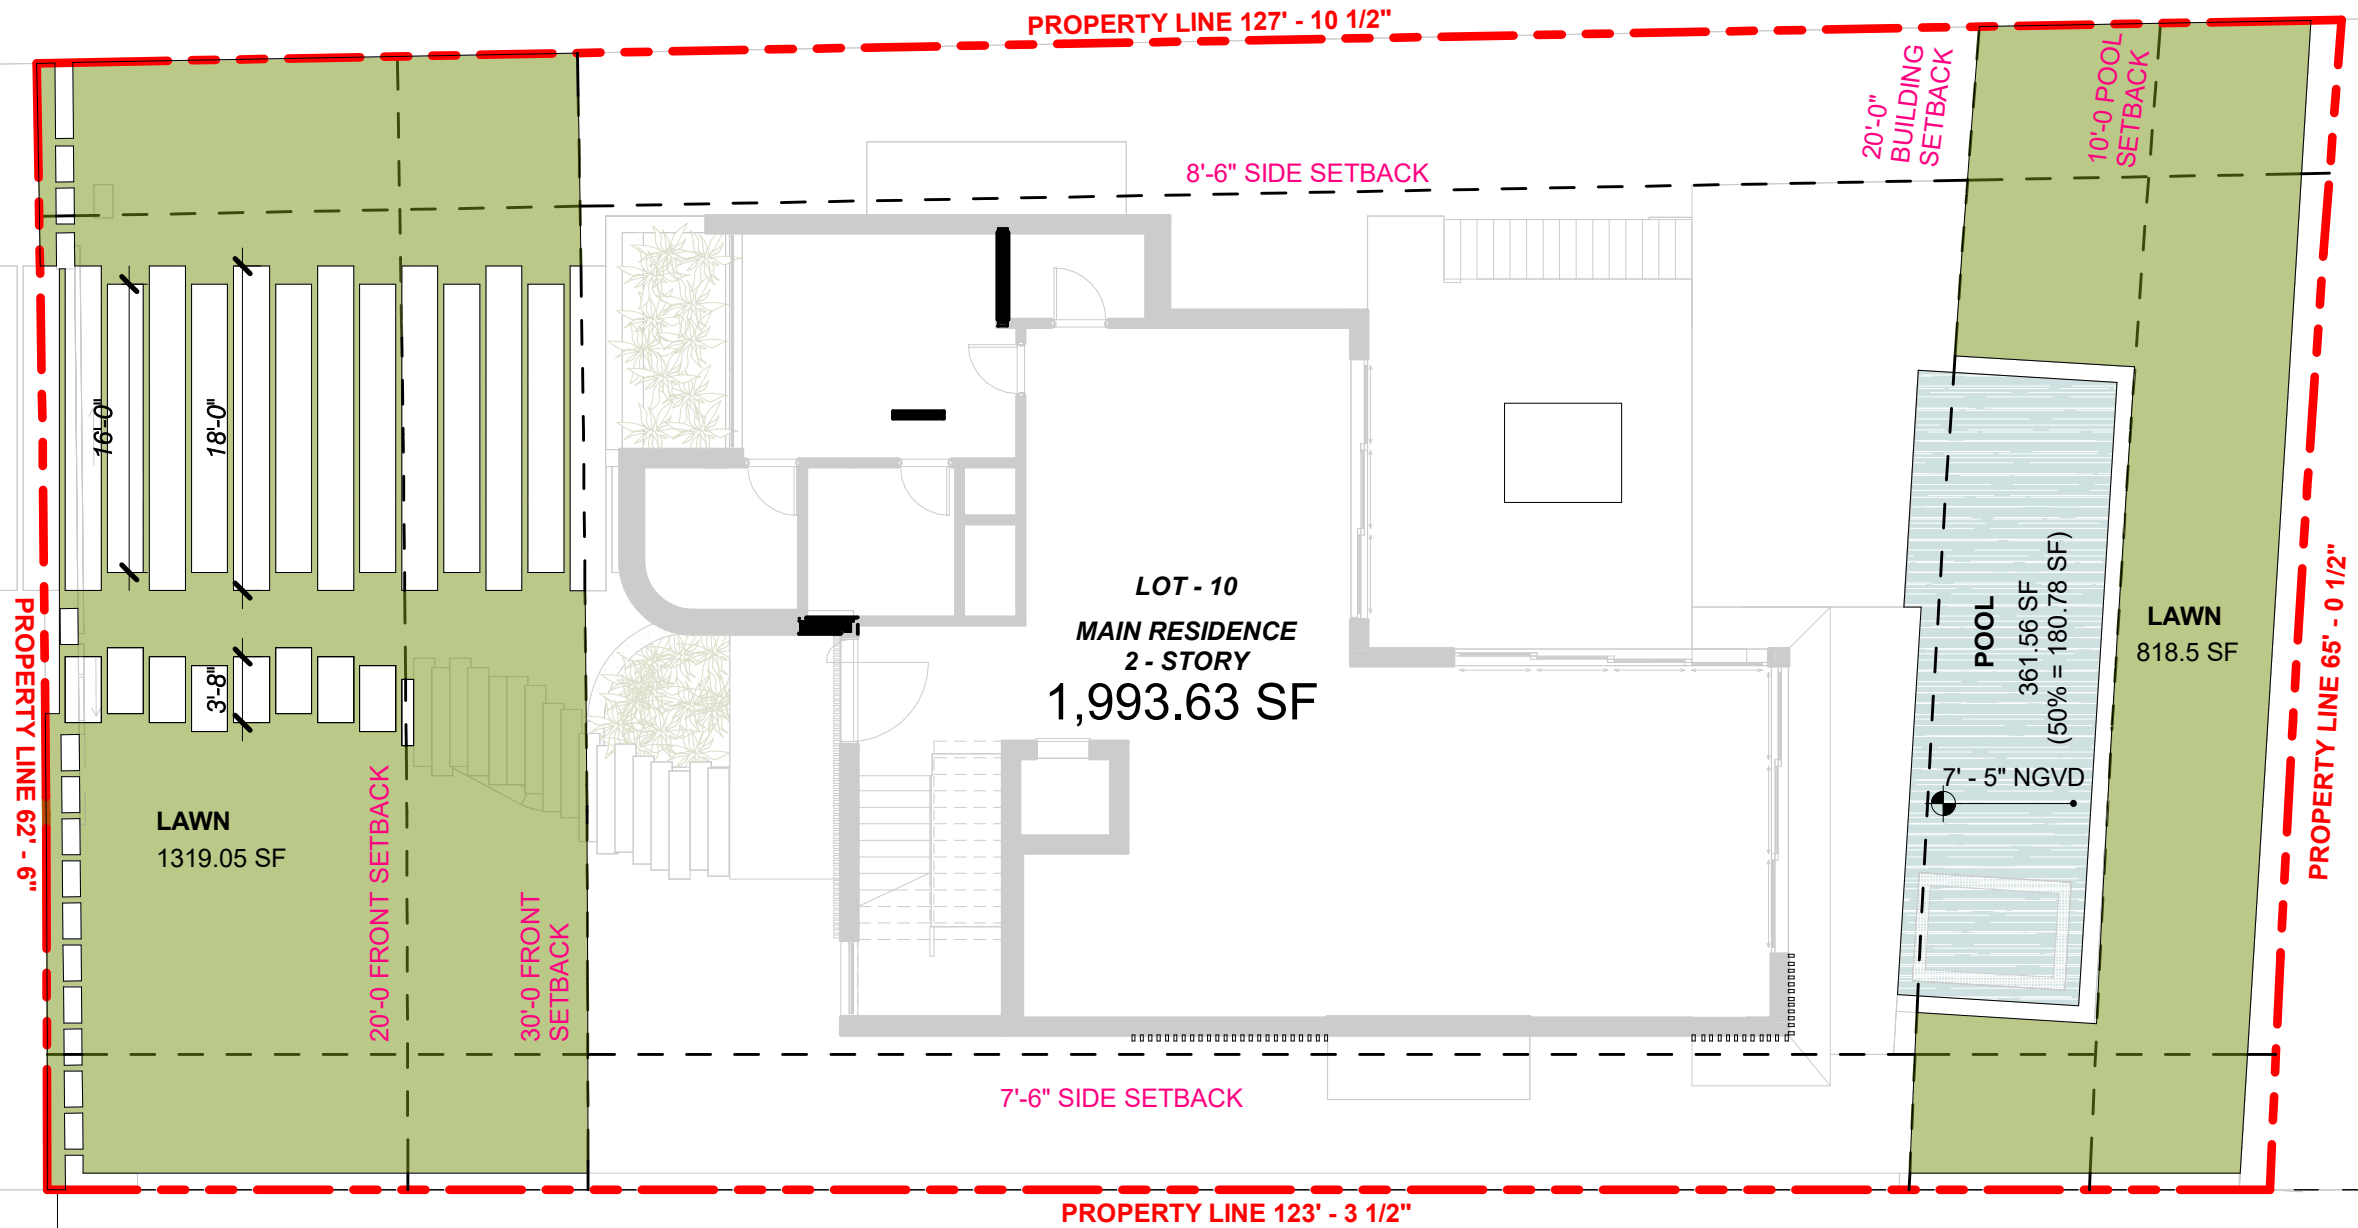 PROPERTY LINE 127' - 10 1/2"
20'-0"
BUILDING
SETBACK
10'-0 POOL
SETBACK
8'-6" SIDE SETBACK
16'-0"
18'-0"
3'-8"
PROPERTY LINE 62' - 6"
LAWN
1319.05 SF
20'-0 FRONT SETBACK
30'-0 FRONT
SETBACK
LOT - 10
MAIN RESIDENCE
2 - STORY
1,993.63 SF
POOL
361.56 SF
(50% = 180.78 SF)
7' - 5" NGVD
LAWN
818.5 SF
PROPERTY LINE 65' - 0 1/2"
7'-6" SIDE SETBACK
PROPERTY LINE 123' - 3 1/2"